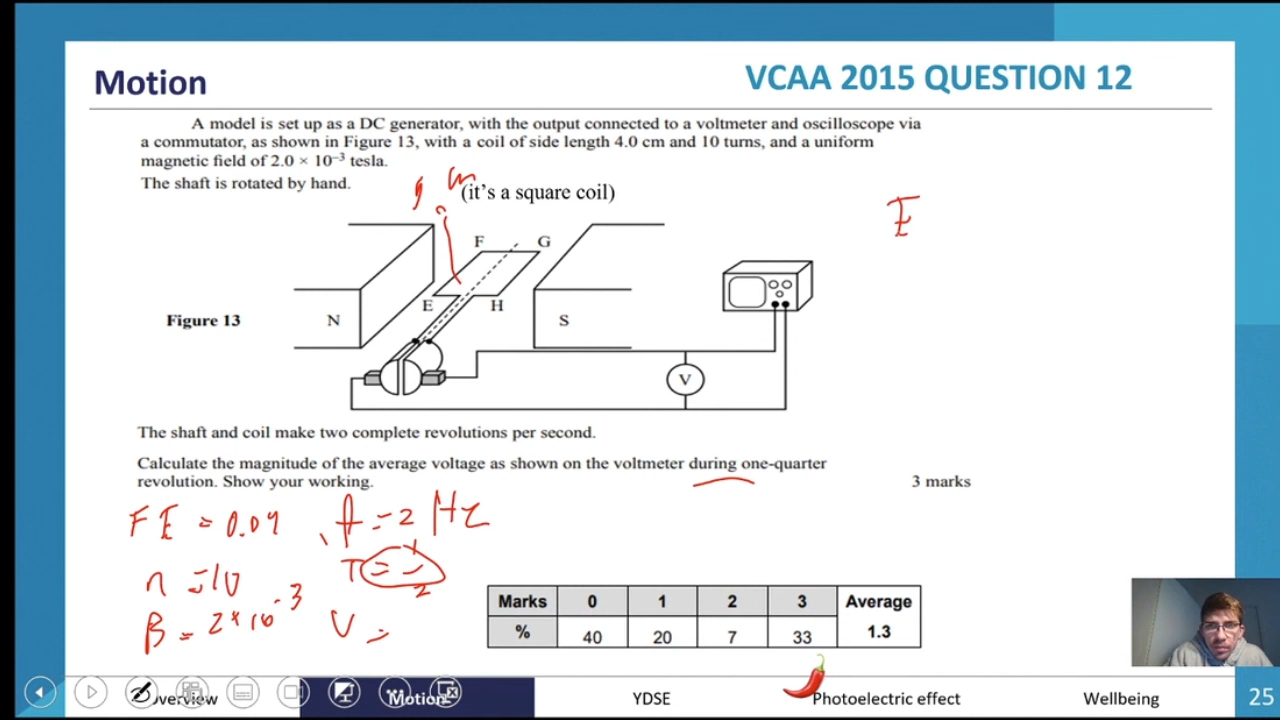 Motion
VCAA 2015 QUESTION 12
A model is set up as a DC generator, with the output connected to a voltmeter and oscilloscope via
a commutator, as shown in Figure 13, with a coil of side length 4.0 cm and 10 turns, and a uniform
magnetic field of 2.0 × 10⁻³ tesla.
The shaft is rotated by hand.
(it's a square coil)
E
F G
E H
Figure 13 N S
V
The shaft and coil make two complete revolutions per second.
Calculate the magnitude of the average voltage as shown on the voltmeter during one-quarter
revolution. Show your working. 3 marks
FE = 0.04 , f = 2 Hz
n = 10 T = 1/2
B = 2 × 10⁻³ V =
Marks 0 1 2 3 Average
% 40 20 7 33 1.3
Overview Motion YDSE Photoelectric effect Wellbeing 25